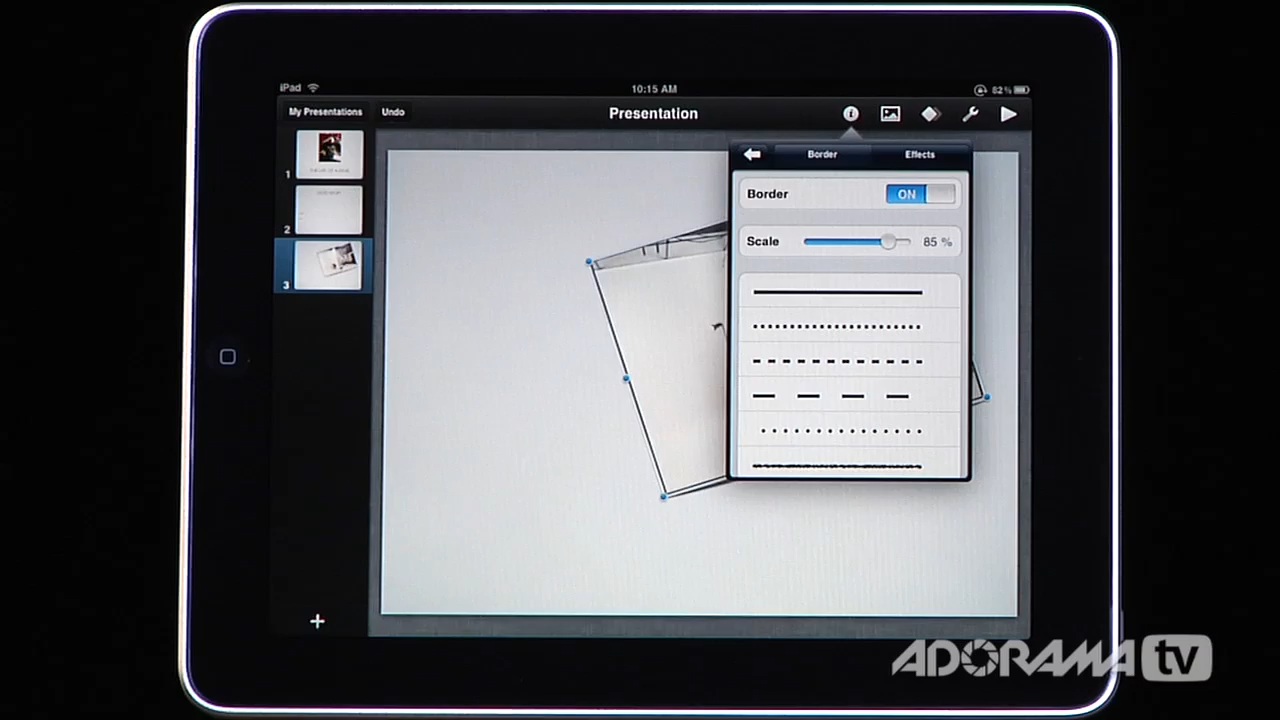 iPad
10:15 AM
82%
My Presentations
Undo
Presentation
Border
Effects
Border
ON
Scale
85 %
1
2
3
+
ADORAMA tv